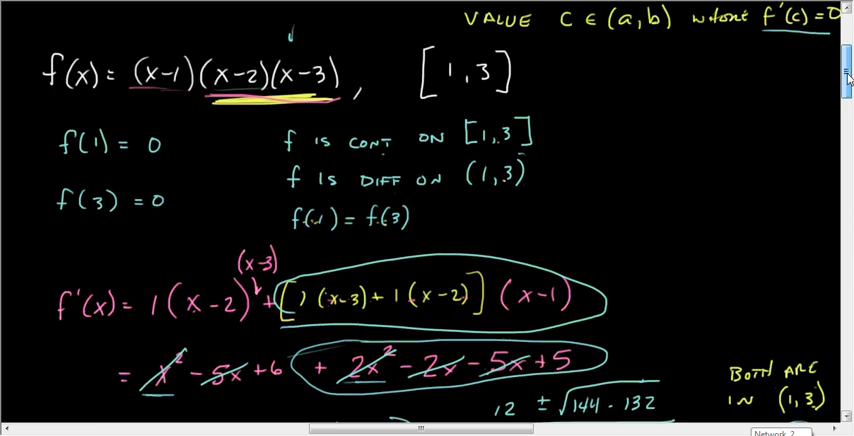 VALUE C ∈ (a,b) where f'(c) = 0
f(x) = (x-1)(x-2)(x-3), [1,3]
f(1) = 0
f IS CONT ON [1,3]
f IS DIFF ON (1,3)
f(3) = 0
f(1) = f(3)
(x-3)
f'(x) = 1(x-2) + [1(x-3)+1(x-2)](x-1)
= x² - 5x + 6 + 2x² - 2x - 5x + 5
BOTH ARE
IN (1,3)
12 ± √144 - 132
Network 2